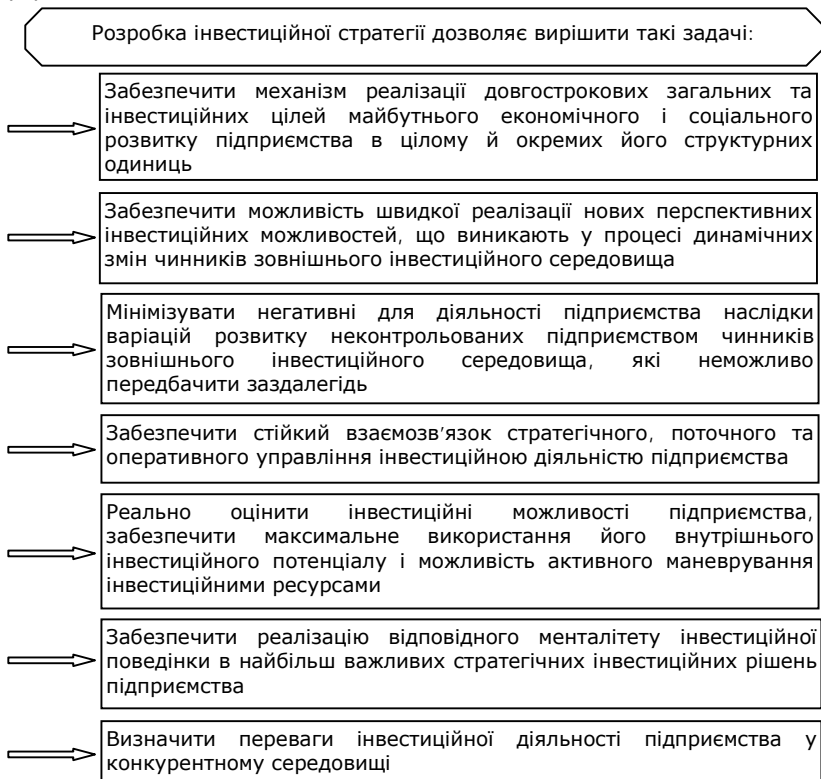 Розробка інвестиційної стратегії дозволяє вирішити такі задачі:
Забезпечити механізм реалізації довгострокових загальних та
інвестиційних цілей майбутнього економічного і соціального
розвитку підприємства в цілому й окремих його структурних
одиниць
Забезпечити можливість швидкої реалізації нових перспективних
інвестиційних можливостей, що виникають у процесі динамічних
змін чинників зовнішнього інвестиційного середовища
Мінімізувати негативні для діяльності підприємства наслідки
варіацій розвитку неконтрольованих підприємством чинників
зовнішнього інвестиційного середовища, які неможливо
передбачити заздалегідь
Забезпечити стійкий взаємозв'язок стратегічного, поточного та
оперативного управління інвестиційною діяльністю підприємства
Реально оцінити інвестиційні можливості підприємства,
забезпечити максимальне використання його внутрішнього
інвестиційного потенціалу і можливість активного маневрування
інвестиційними ресурсами
Забезпечити реалізацію відповідного менталітету інвестиційної
поведінки в найбільш важливих стратегічних інвестиційних рішень
підприємства
Визначити переваги інвестиційної діяльності підприємства у
конкурентному середовищі